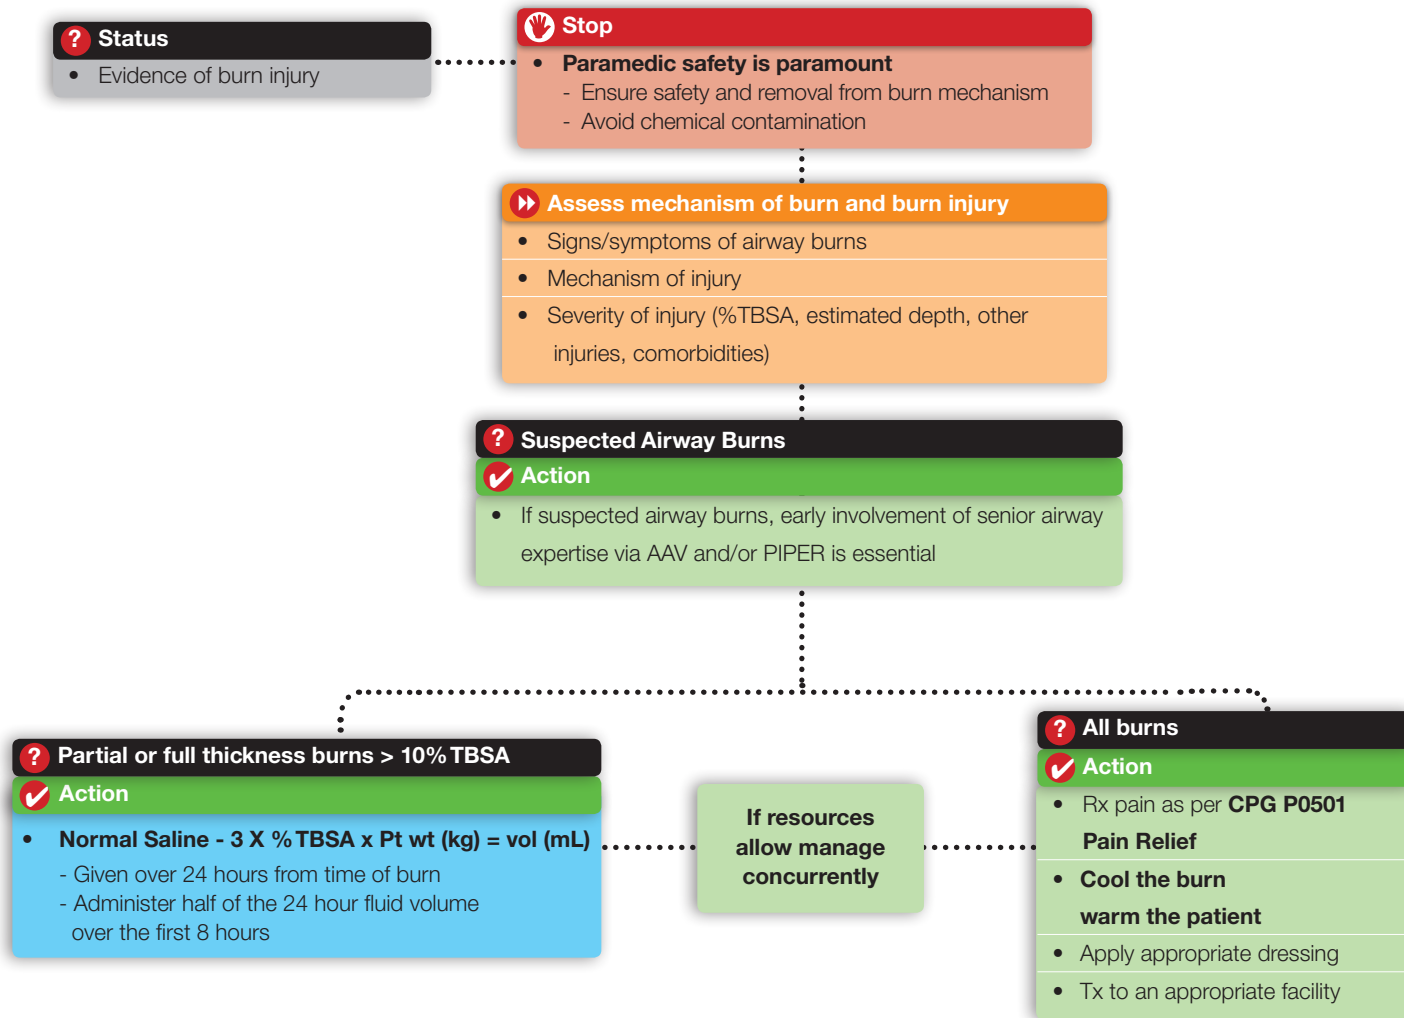 ? Status
• Evidence of burn injury
Stop
• Paramedic safety is paramount
- Ensure safety and removal from burn mechanism
- Avoid chemical contamination
Assess mechanism of burn and burn injury
• Signs/symptoms of airway burns
• Mechanism of injury
• Severity of injury (%TBSA, estimated depth, other
injuries, comorbidities)
? Suspected Airway Burns
✔ Action
• If suspected airway burns, early involvement of senior airway
expertise via AAV and/or PIPER is essential
? Partial or full thickness burns > 10% TBSA
✔ Action
• Normal Saline - 3 X % TBSA x Pt wt (kg) = vol (mL)
- Given over 24 hours from time of burn
- Administer half of the 24 hour fluid volume
over the first 8 hours
If resources
allow manage
concurrently
? All burns
✔ Action
• Rx pain as per CPG P0501
Pain Relief
• Cool the burn
warm the patient
• Apply appropriate dressing
• Tx to an appropriate facility